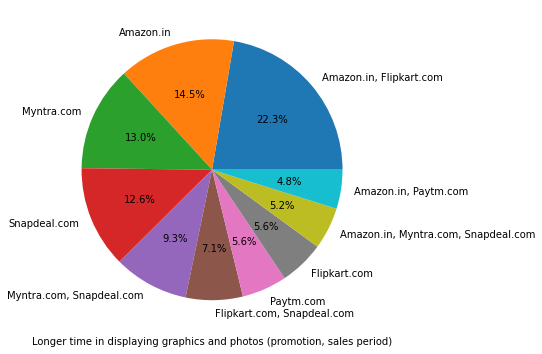 Amazon.in
Amazon.in, Flipkart.com
14.5%
22.3%
Myntra.com
13.0%
4.8%
Amazon.in, Paytm.com
12.6%
5.2%
Snapdeal.com
5.6%
Amazon.in, Myntra.com, Snapdeal.com
9.3%
7.1%
5.6%
Flipkart.com
Myntra.com, Snapdeal.com
Paytm.com
Flipkart.com, Snapdeal.com
Longer time in displaying graphics and photos (promotion, sales period)